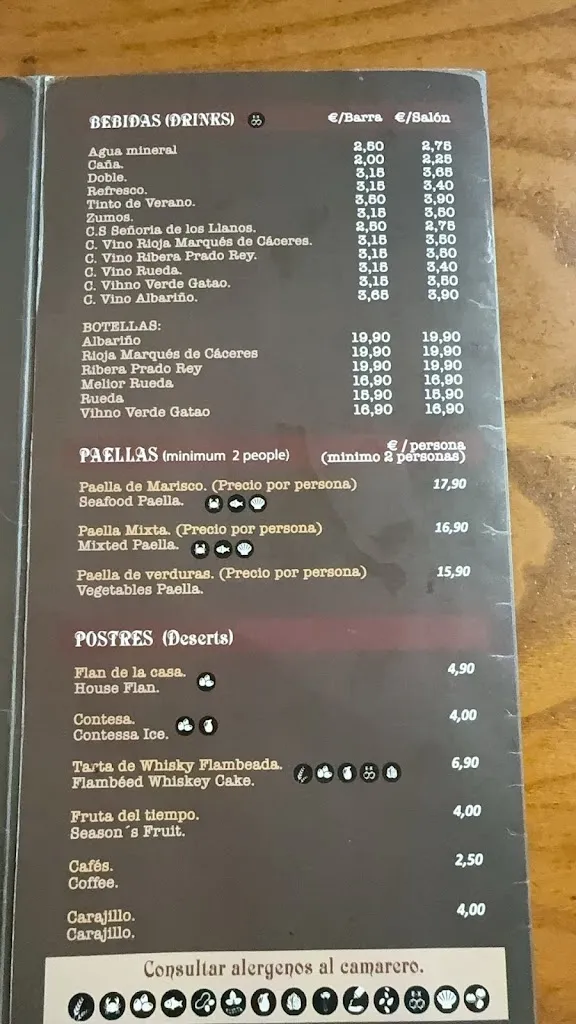 BEBIDAS (DRINKS) €/Barra €/Salón
Agua mineral 2,50 2,75
Caña. 2,00 2,25
Doble. 3,15 3,65
Refresco. 3,15 3,40
Tinto de Verano. 3,50 3,90
Zumos. 3,15 3,50
C.S Señoria de los Llanos. 2,50 2,75
C. Vino Rioja Marqués de Cáceres. 3,15 3,50
C. Vino Ribera Prado Rey. 3,15 3,50
C. Vino Rueda. 3,15 3,40
C. Vihno Verde Gatao. 3,15 3,50
C. Vino Albariño. 3,65 3,90
BOTELLAS:
Albariño 19,90 19,90
Rioja Marqués de Cáceres 19,90 19,90
Ribera Prado Rey 19,90 19,90
Melior Rueda 16,90 16,90
Rueda 15,90 15,90
Vihno Verde Gatao 16,90 16,90
PAELLAS (minimum 2 people) € / persona
(minimo 2 personas)
Paella de Marisco. (Precio por persona) 17,90
Seafood Paella.
Paella Mixta. (Precio por persona) 16,90
Mixted Paella.
Paella de verduras. (Precio por persona) 15,90
Vegetables Paella.
POSTRES (Deserts)
Flan de la casa. 4,90
House Flan.
Contesa. 4,00
Contessa Ice.
Tarta de Whisky Flambeada. 6,90
Flambéed Whiskey Cake.
Fruta del tiempo. 4,00
Season´s Fruit.
Cafés. 2,50
Coffee.
Carajillo. 4,00
Carajillo.
Consultar alergenos al camarero.